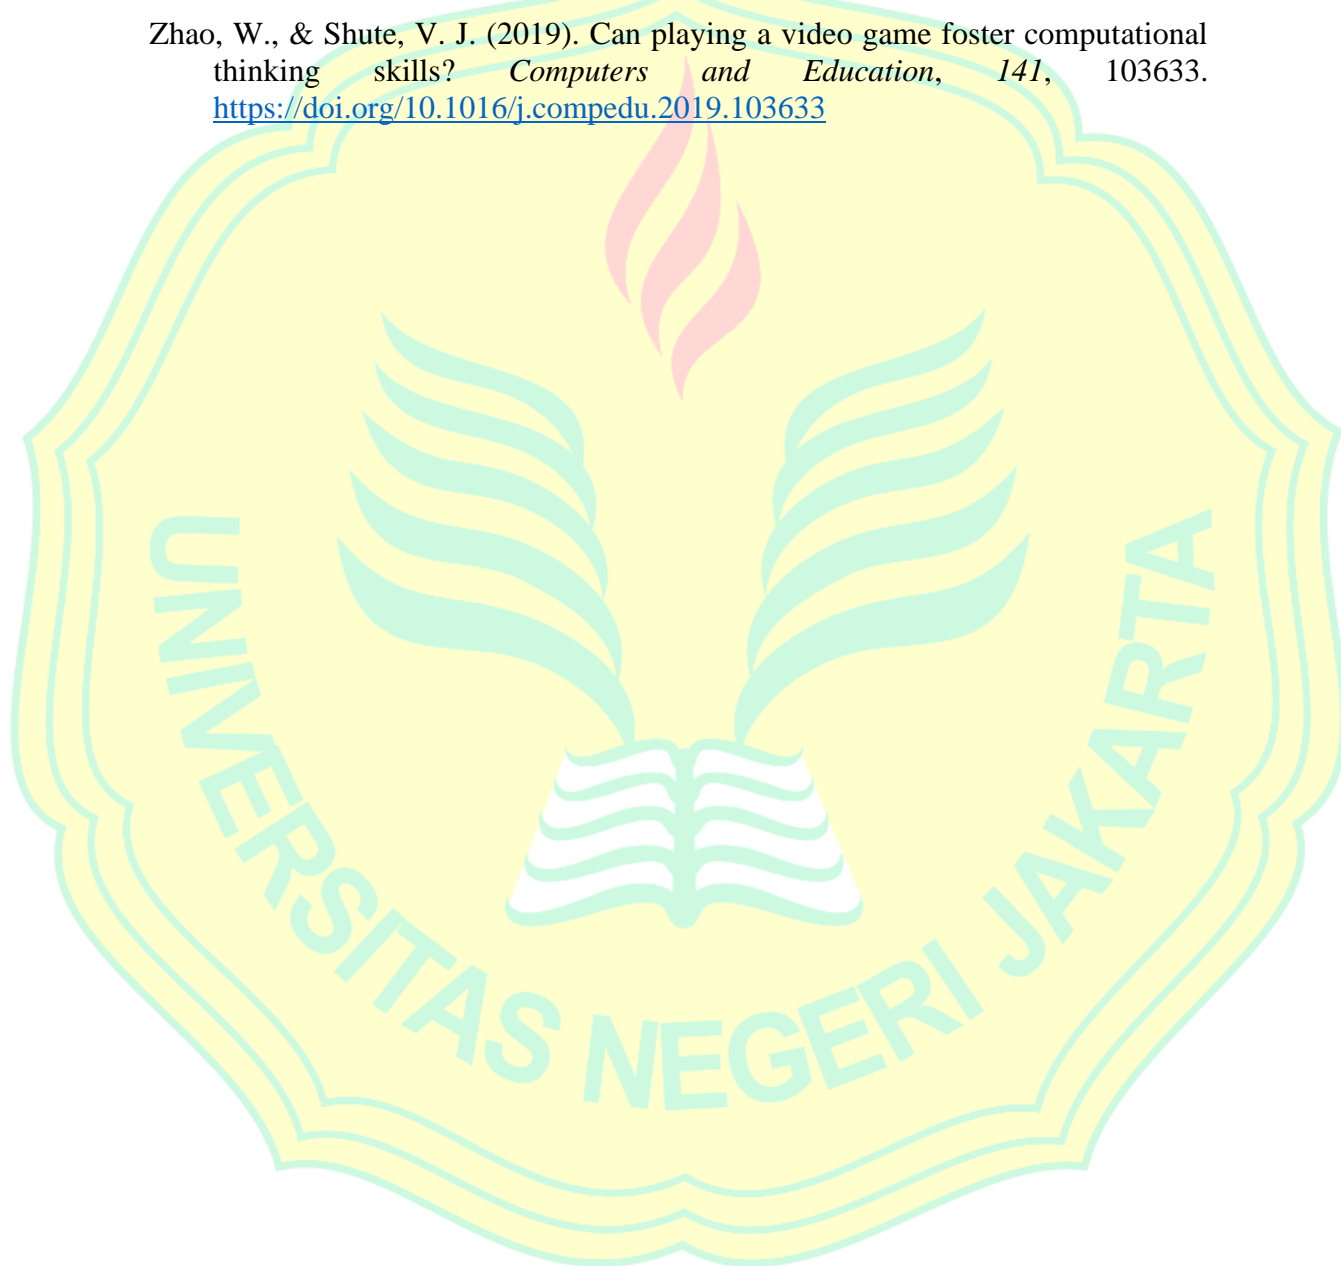 Zhao, W., & Shute, V. J. (2019). Can playing a video game foster computational
thinking skills? Computers and Education, 141, 103633.
https://doi.org/10.1016/j.compedu.2019.103633
UNIVERSITAS NEGERI JAKARTA